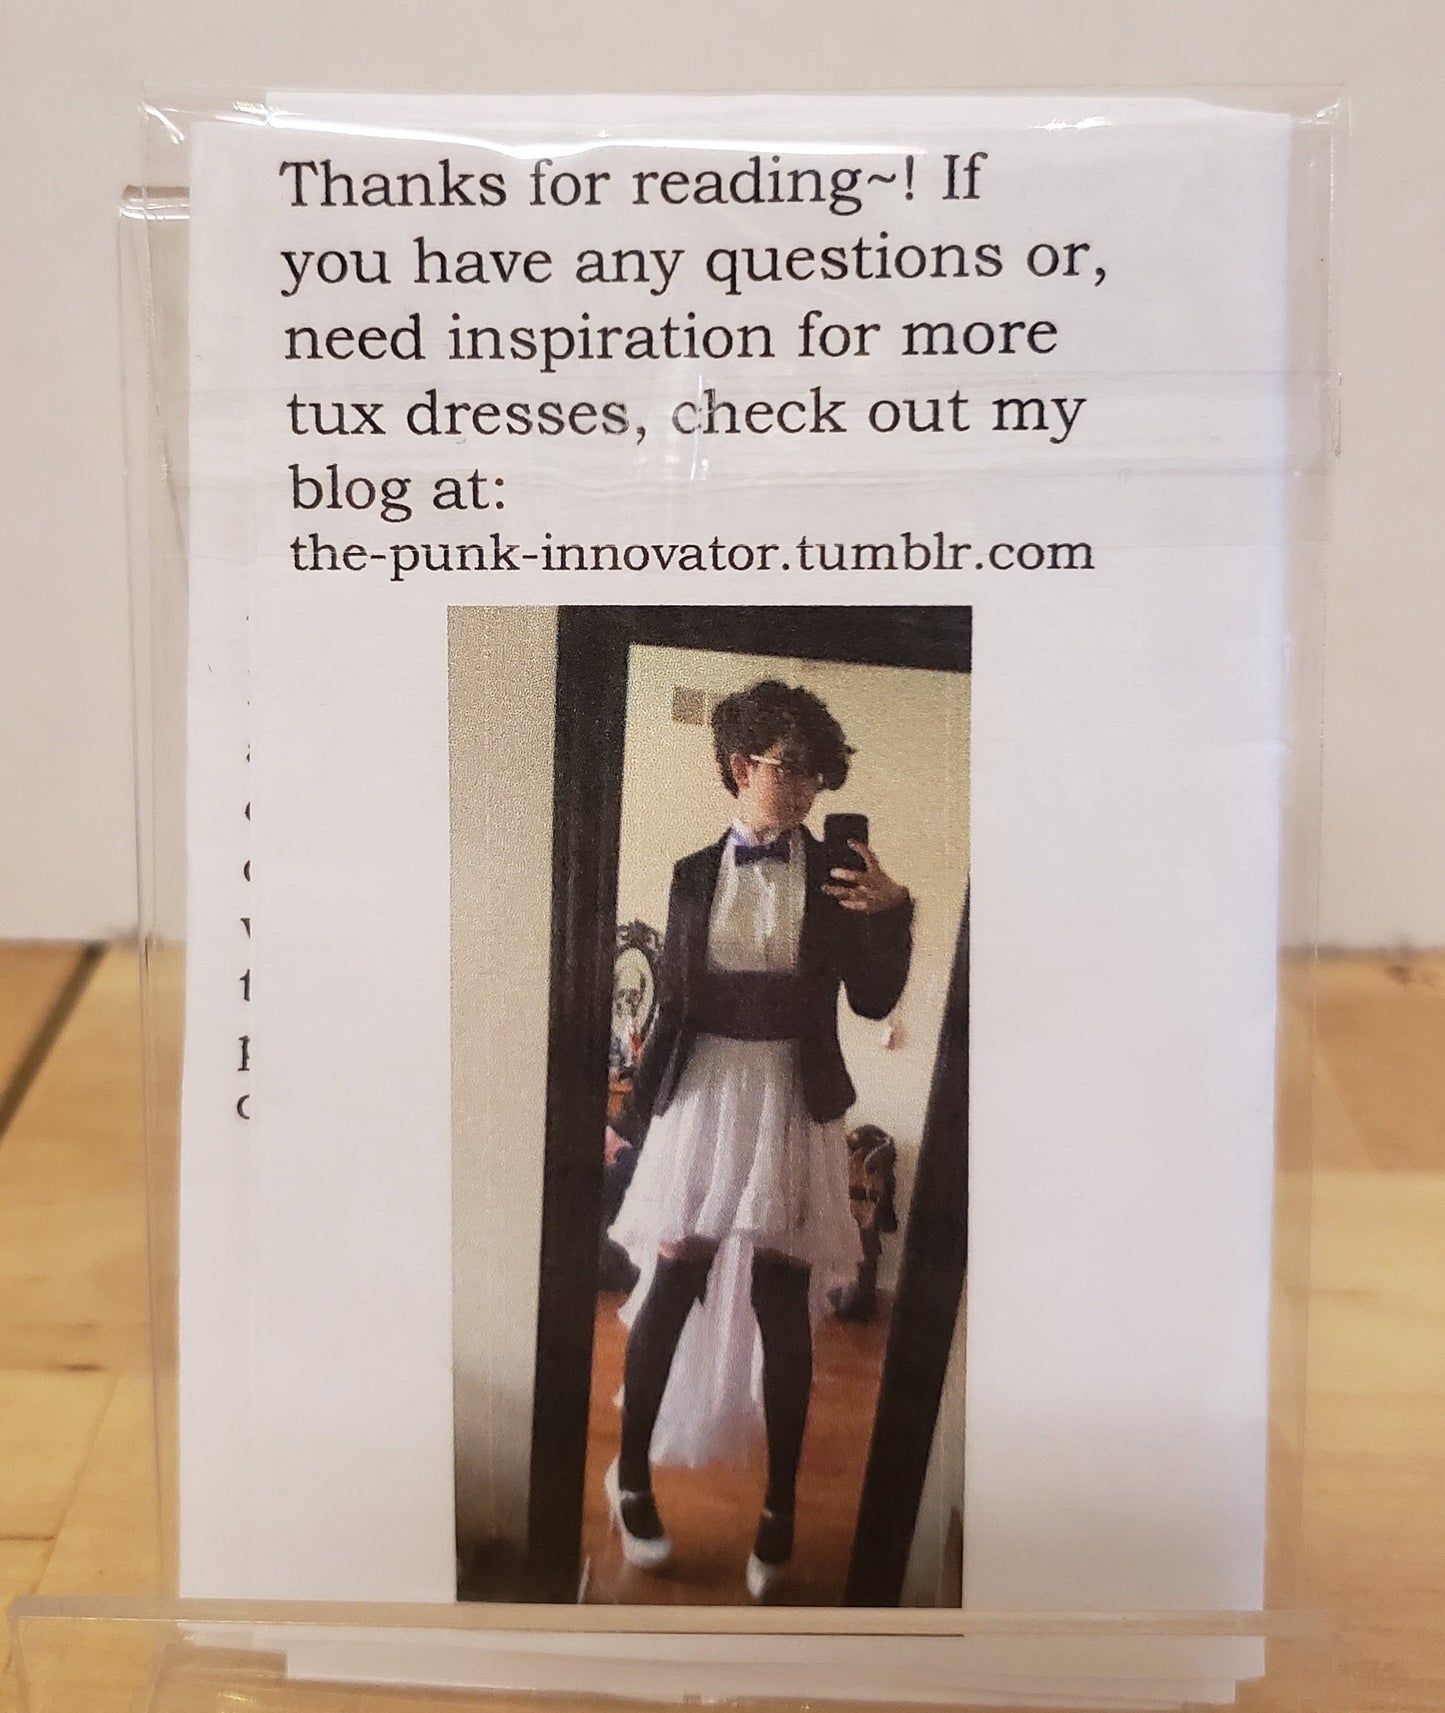 Thanks for reading~! If
you have any questions or,
need inspiration for more
tux dresses, check out my
blog at:
the-punk-innovator.tumblr.com